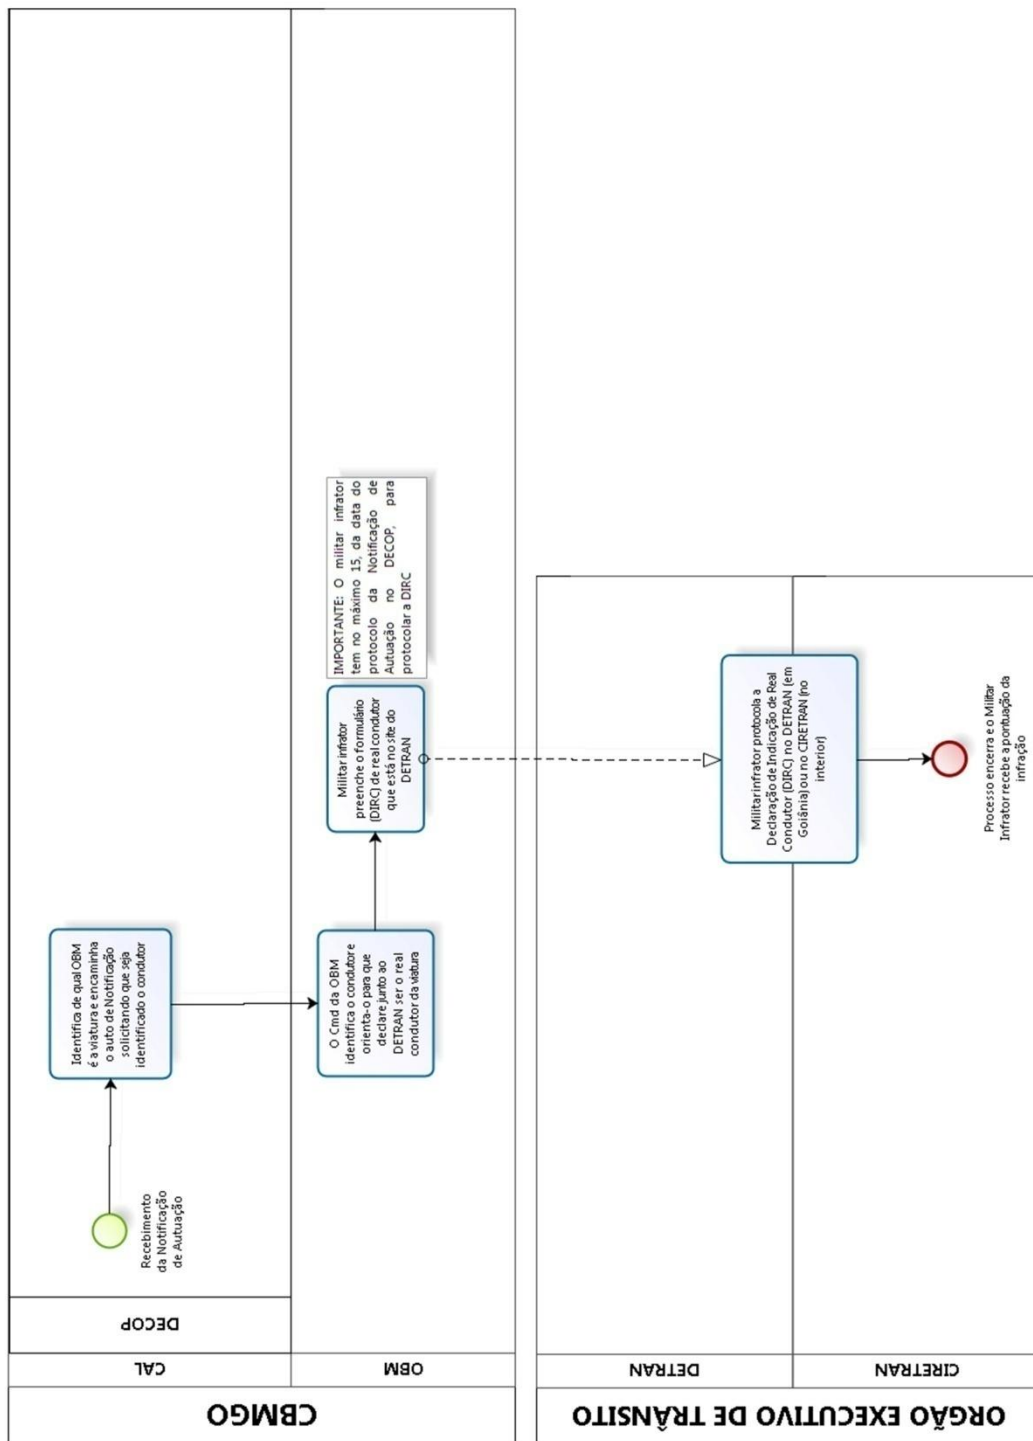 CBMGO
CAL
DECOP
Recebimento
da Notificação
de Autuação
Identifica de qual OBM
é a viatura e encaminha
o auto de Notificação
solicitando que seja
identificado o condutor
OBM
O Cmd da OBM
identifica o condutor e
orienta-o para que
declare junto ao
DETRAN ser o real
condutor da viatura
Militar infrator
preenche o formulário
(DIRC) de real condutor
que está no site do
DETRAN
IMPORTANTE: O militar infrator
tem no máximo 15, da data do
protocolo da Notificação de
Autuação no DECOP, para
protocolar a DIRC
ORGÃO EXECUTIVO DE TRÂNSITO
DETRAN
CIRETRAN
Militar infrator protocola a
Declaração de Indicação de Real
Condutor (DIRC) no DETRAN (em
Goiânia) ou no CIRETRAN (no
interior)
Processo encerra e o Militar
Infrator recebe a pontuação da
infração